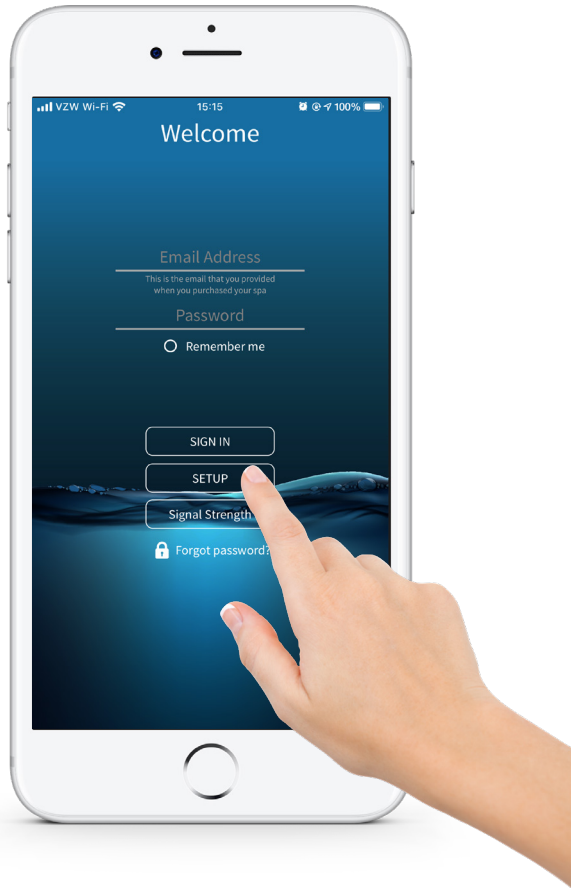 VZW Wi-Fi 15:15 100%
Welcome
Email Address
This is the email that you provided
when you purchased your spa
Password
Remember me
SIGN IN
SETUP
Signal Strength
Forgot password?